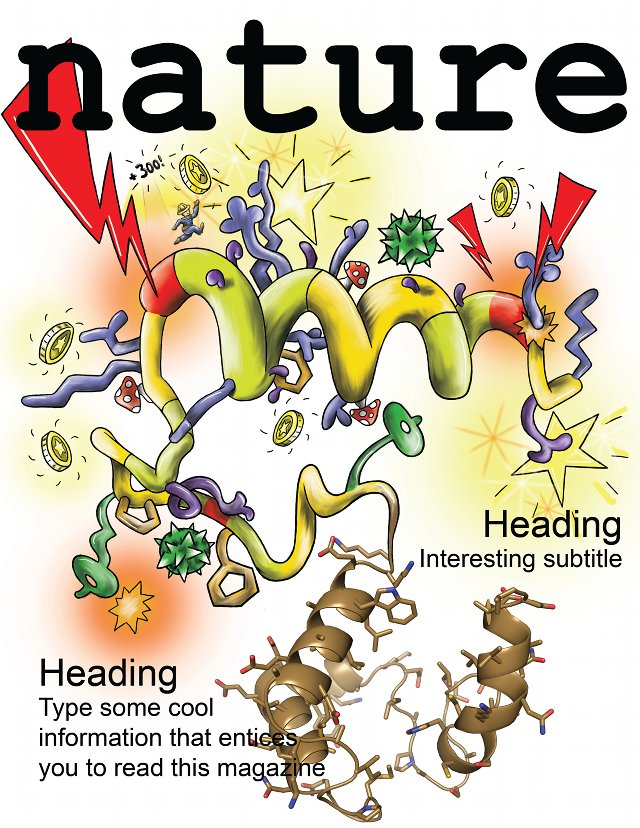 nature
+300!
Heading
Interesting subtitle
Heading
Type some cool
information that entices
you to read this magazine